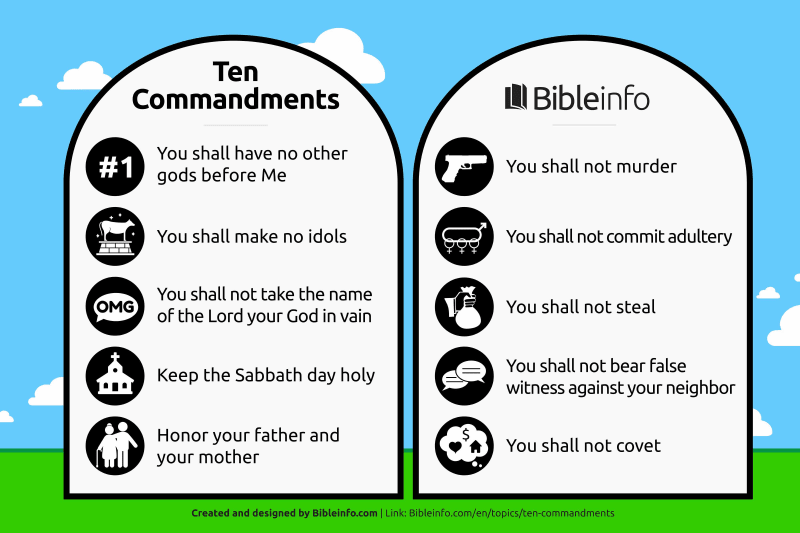 Ten
Commandments
#1
You shall have no other
gods before Me
You shall make no idols
OMG
You shall not take the name
of the Lord your God in vain
Keep the Sabbath day holy
Honor your father and
your mother
Bibleinfo
You shall not murder
You shall not commit adultery
You shall not steal
You shall not bear false
witness against your neighbor
$
You shall not covet
Created and designed by Bibleinfo.com | Link: Bibleinfo.com/en/topics/ten-commandments